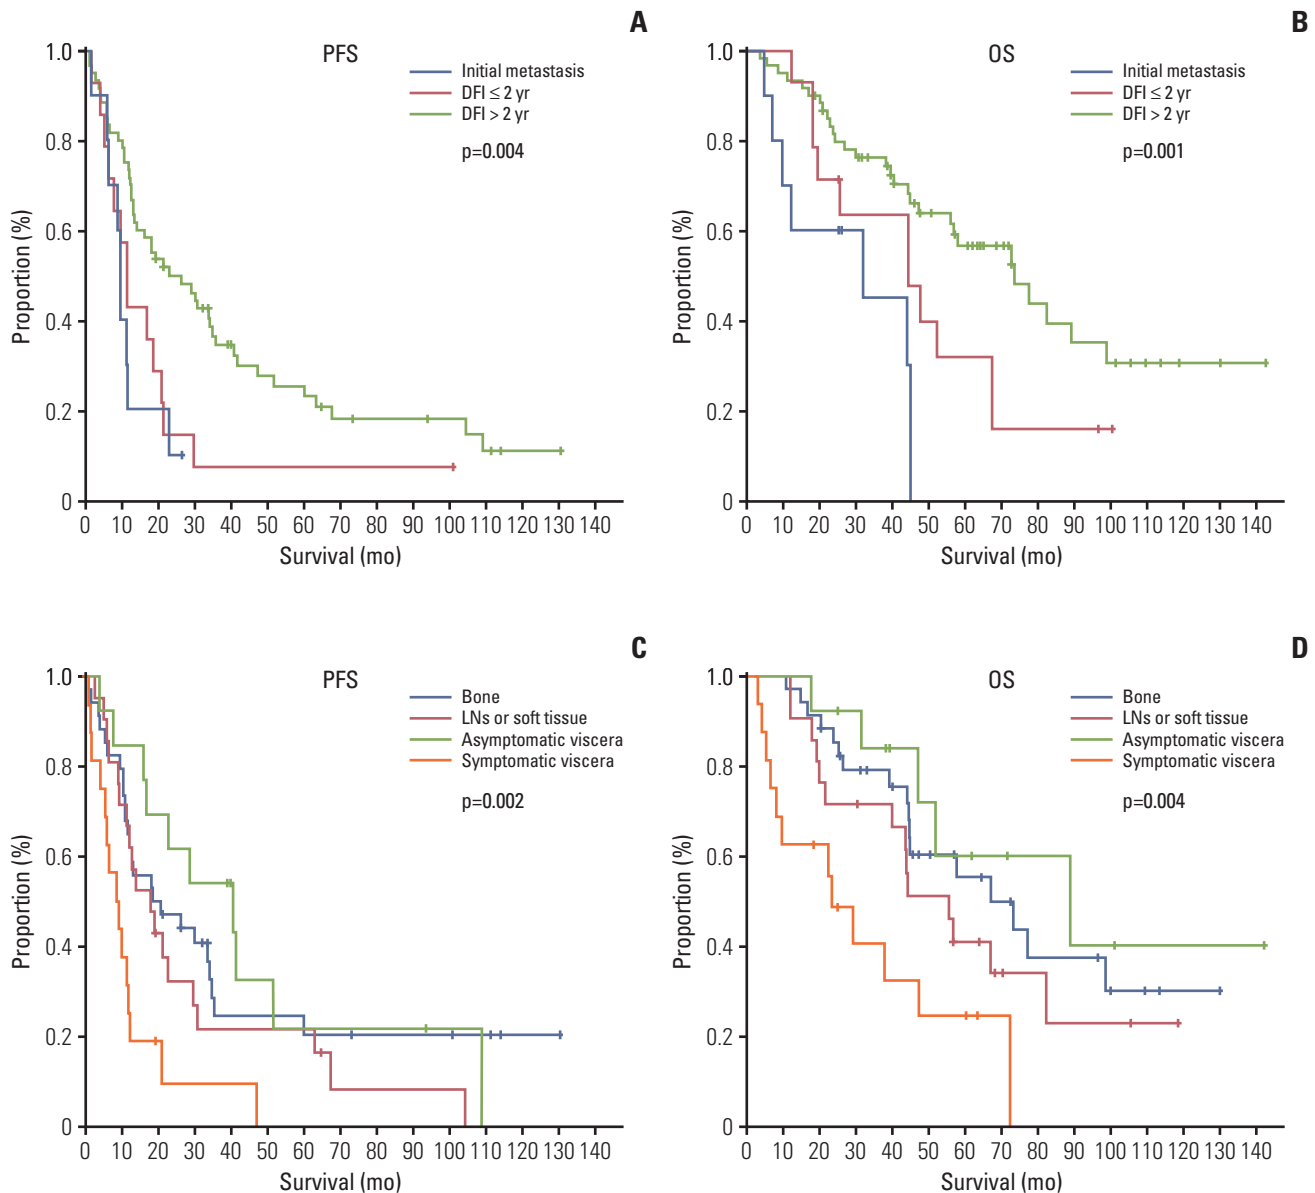 A
PFS
Initial metastasis
DFI ≤ 2 yr
DFI > 2 yr
p=0.004
Proportion (%)
1.0
0.8
0.6
0.4
0.2
0
0 10 20 30 40 50 60 70 80 90 100 110 120 130 140
Survival (mo)
B
OS
Initial metastasis
DFI ≤ 2 yr
DFI > 2 yr
p=0.001
Proportion (%)
1.0
0.8
0.6
0.4
0.2
0
0 10 20 30 40 50 60 70 80 90 100 110 120 130 140
Survival (mo)
C
PFS
Bone
LNs or soft tissue
Asymptomatic viscera
Symptomatic viscera
p=0.002
Proportion (%)
1.0
0.8
0.6
0.4
0.2
0
0 10 20 30 40 50 60 70 80 90 100 110 120 130 140
Survival (mo)
D
OS
Bone
LNs or soft tissue
Asymptomatic viscera
Symptomatic viscera
p=0.004
Proportion (%)
1.0
0.8
0.6
0.4
0.2
0
0 10 20 30 40 50 60 70 80 90 100 110 120 130 140
Survival (mo)